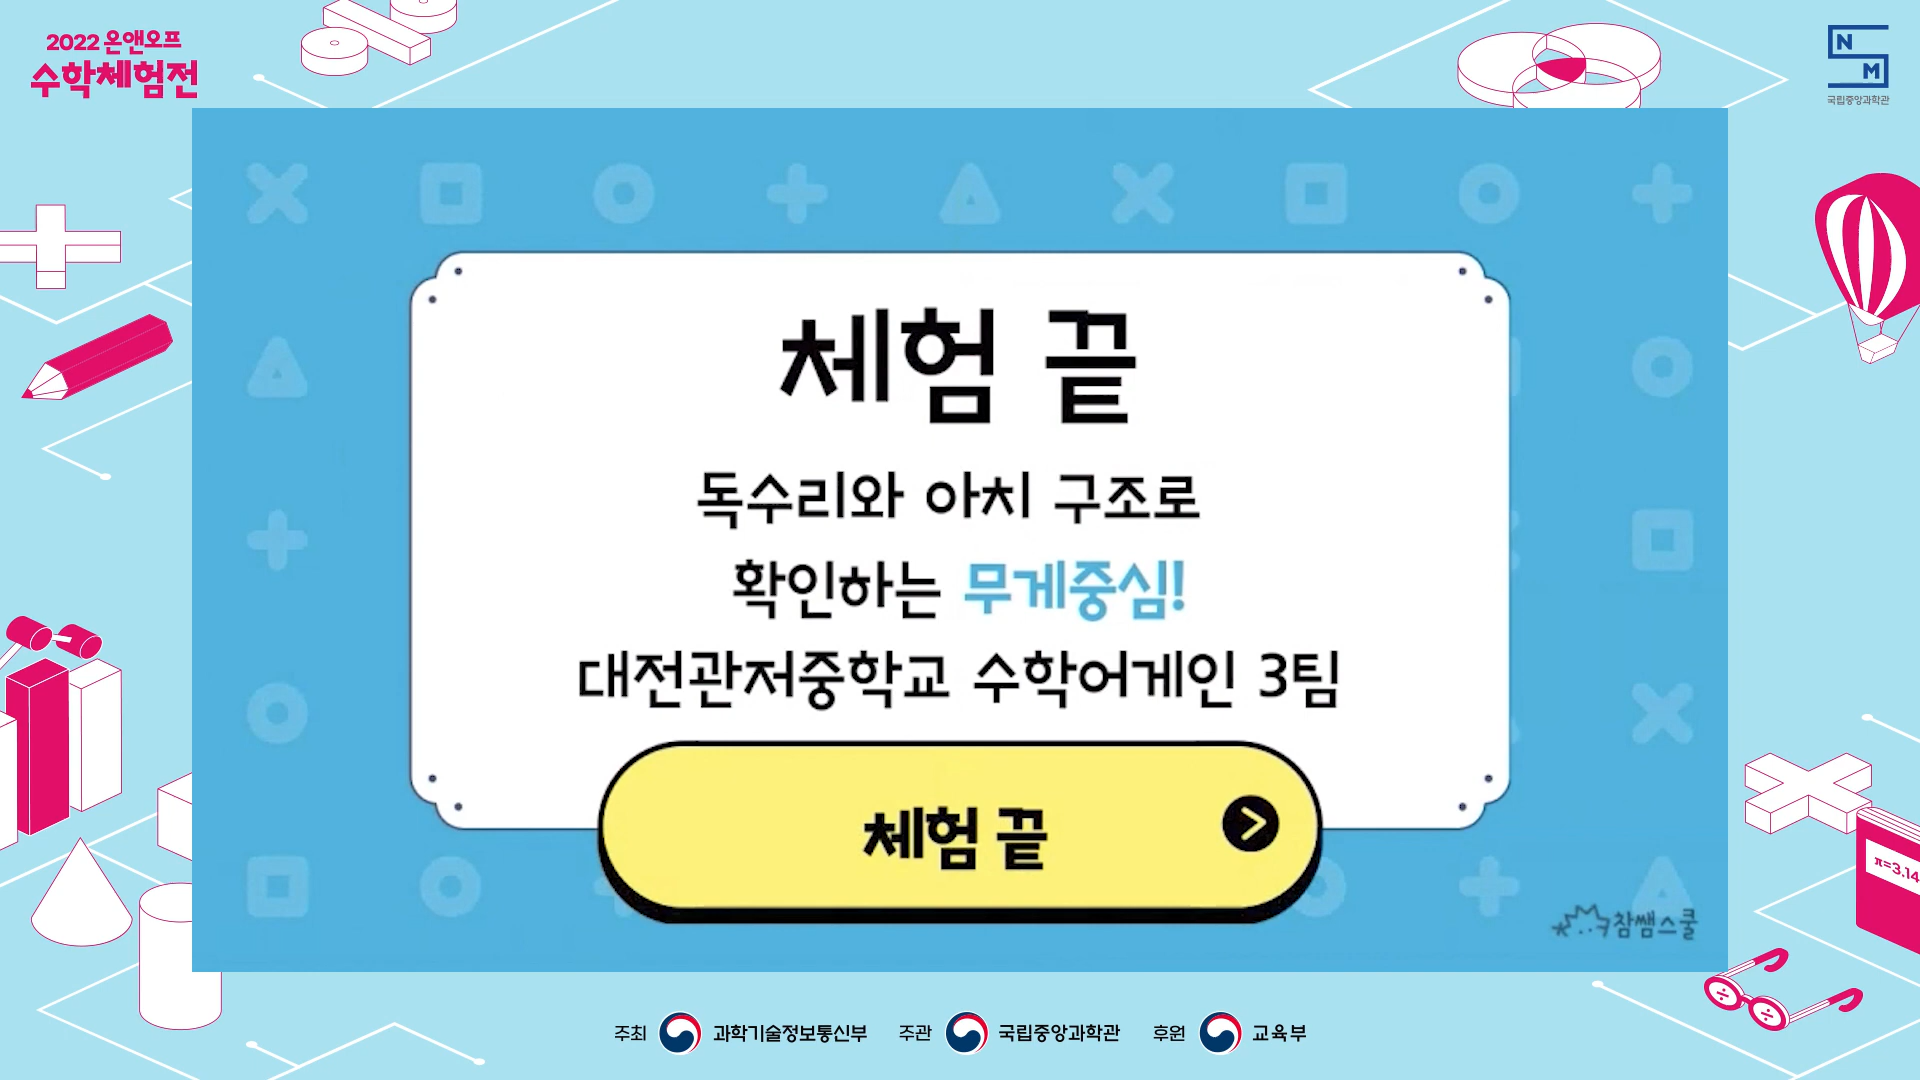 2022 온앤오프
수학체험전
N
M
국립중앙과학관
체험 끝
독수리와 아치 구조로
확인하는 무게중심!
대전관저중학교 수학어게인 3팀
체험 끝
π=3.14
참쌤스쿨
주최 과학기술정보통신부 주관 국립중앙과학관 후원 교육부